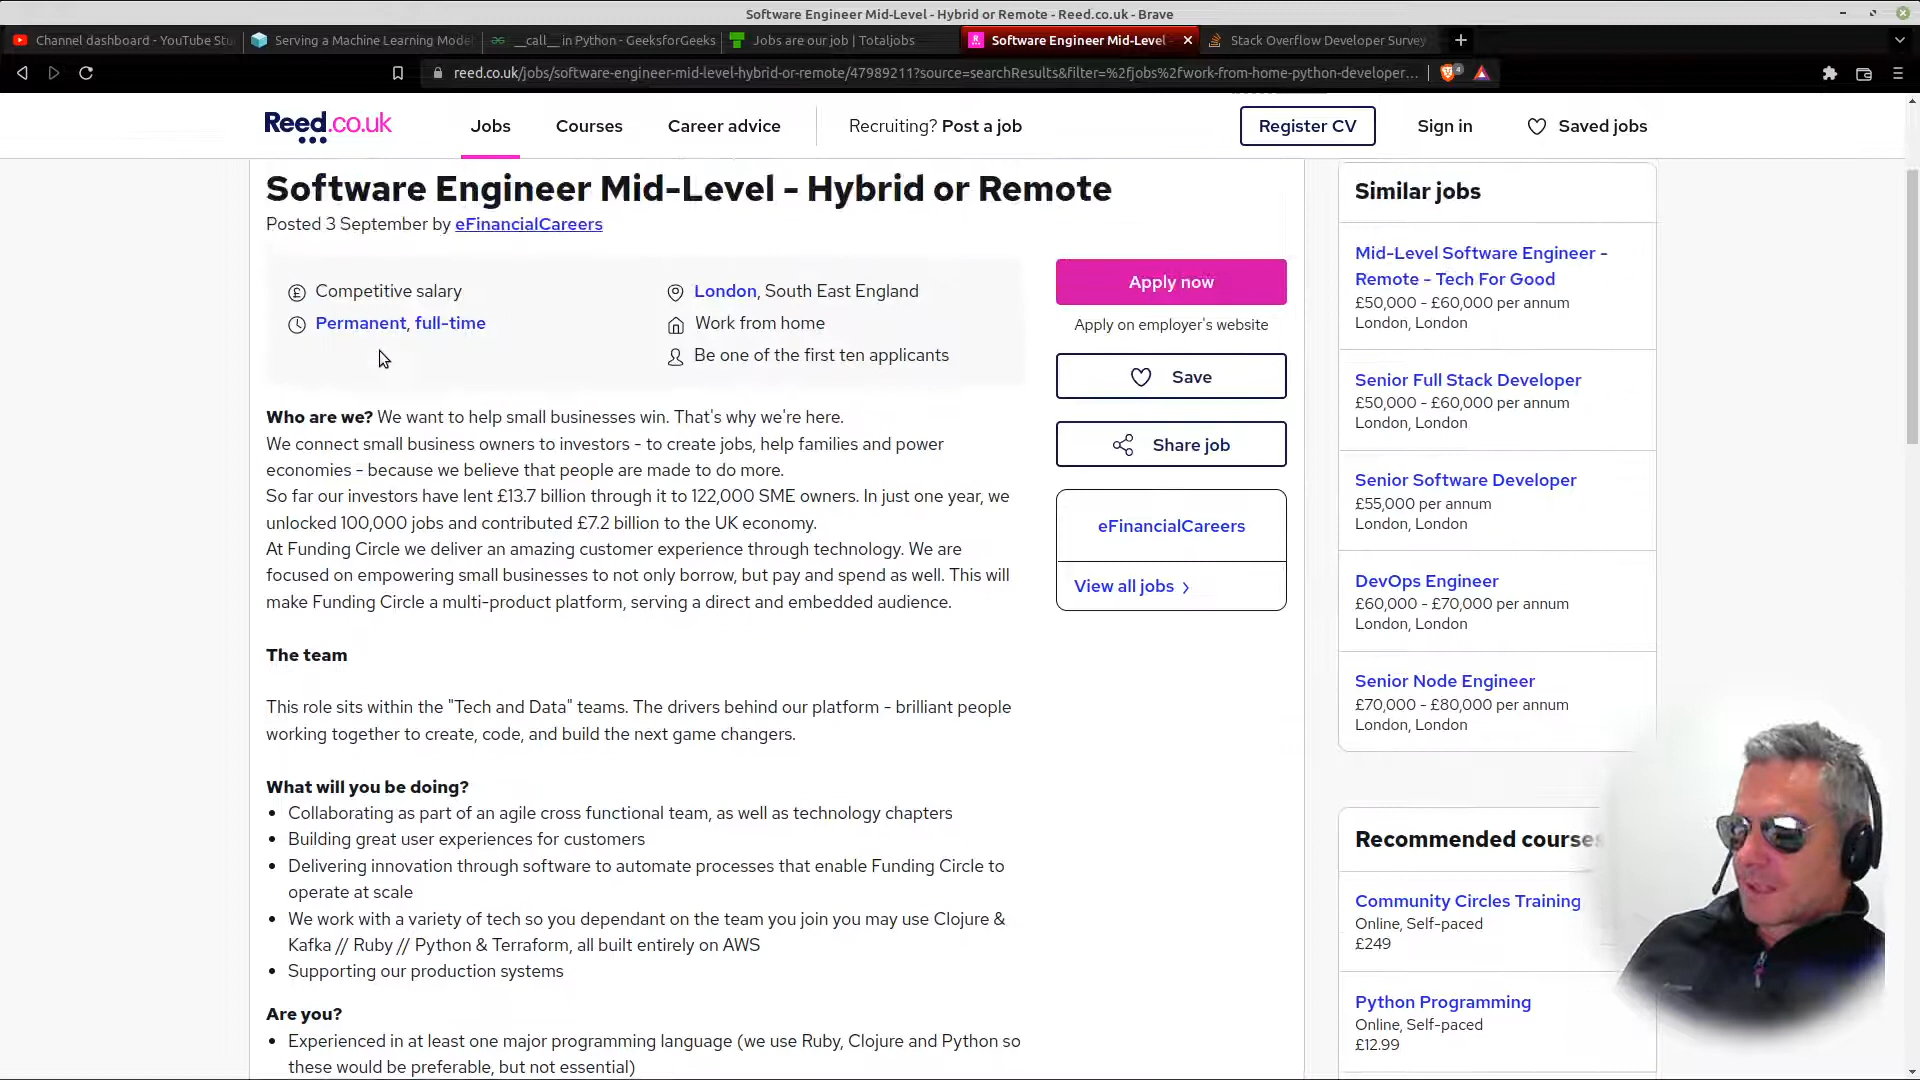 Software Engineer Mid-Level - Hybrid or Remote - Reed.co.uk - Brave
Channel dashboard - YouTube Stu
Serving a Machine Learning Mode
__call__ in Python - GeeksforGeeks
Jobs are our job | Totaljobs
Software Engineer Mid-Level -
Stack Overflow Developer Survey
reed.co.uk/jobs/software-engineer-mid-level-hybrid-or-remote/47989211?source=searchResults&filter=%2fjobs%2fwork-from-home-python-developer...
4
Reed.co.uk
Jobs
Courses
Career advice
Recruiting? Post a job
Register CV
Sign in
Saved jobs
Software Engineer Mid-Level - Hybrid or Remote
Posted 3 September by eFinancialCareers
Competitive salary
Permanent, full-time
London, South East England
Work from home
Be one of the first ten applicants
Apply now
Apply on employer's website
Save
Share job
eFinancialCareers
View all jobs
Who are we? We want to help small businesses win. That's why we're here.
We connect small business owners to investors - to create jobs, help families and power
economies - because we believe that people are made to do more.
So far our investors have lent £13.7 billion through it to 122,000 SME owners. In just one year, we
unlocked 100,000 jobs and contributed £7.2 billion to the UK economy.
At Funding Circle we deliver an amazing customer experience through technology. We are
focused on empowering small businesses to not only borrow, but pay and spend as well. This will
make Funding Circle a multi-product platform, serving a direct and embedded audience.
The team
This role sits within the "Tech and Data" teams. The drivers behind our platform - brilliant people
working together to create, code, and build the next game changers.
What will you be doing?
• Collaborating as part of an agile cross functional team, as well as technology chapters
• Building great user experiences for customers
• Delivering innovation through software to automate processes that enable Funding Circle to
operate at scale
• We work with a variety of tech so you dependant on the team you join you may use Clojure &
Kafka // Ruby // Python & Terraform, all built entirely on AWS
• Supporting our production systems
Are you?
• Experienced in at least one major programming language (we use Ruby, Clojure and Python so
these would be preferable, but not essential)
Similar jobs
Mid-Level Software Engineer -
Remote - Tech For Good
£50,000 - £60,000 per annum
London, London
Senior Full Stack Developer
£50,000 - £60,000 per annum
London, London
Senior Software Developer
£55,000 per annum
London, London
DevOps Engineer
£60,000 - £70,000 per annum
London, London
Senior Node Engineer
£70,000 - £80,000 per annum
London, London
Recommended courses
Community Circles Training
Online, Self-paced
£249
Python Programming
Online, Self-paced
£12.99